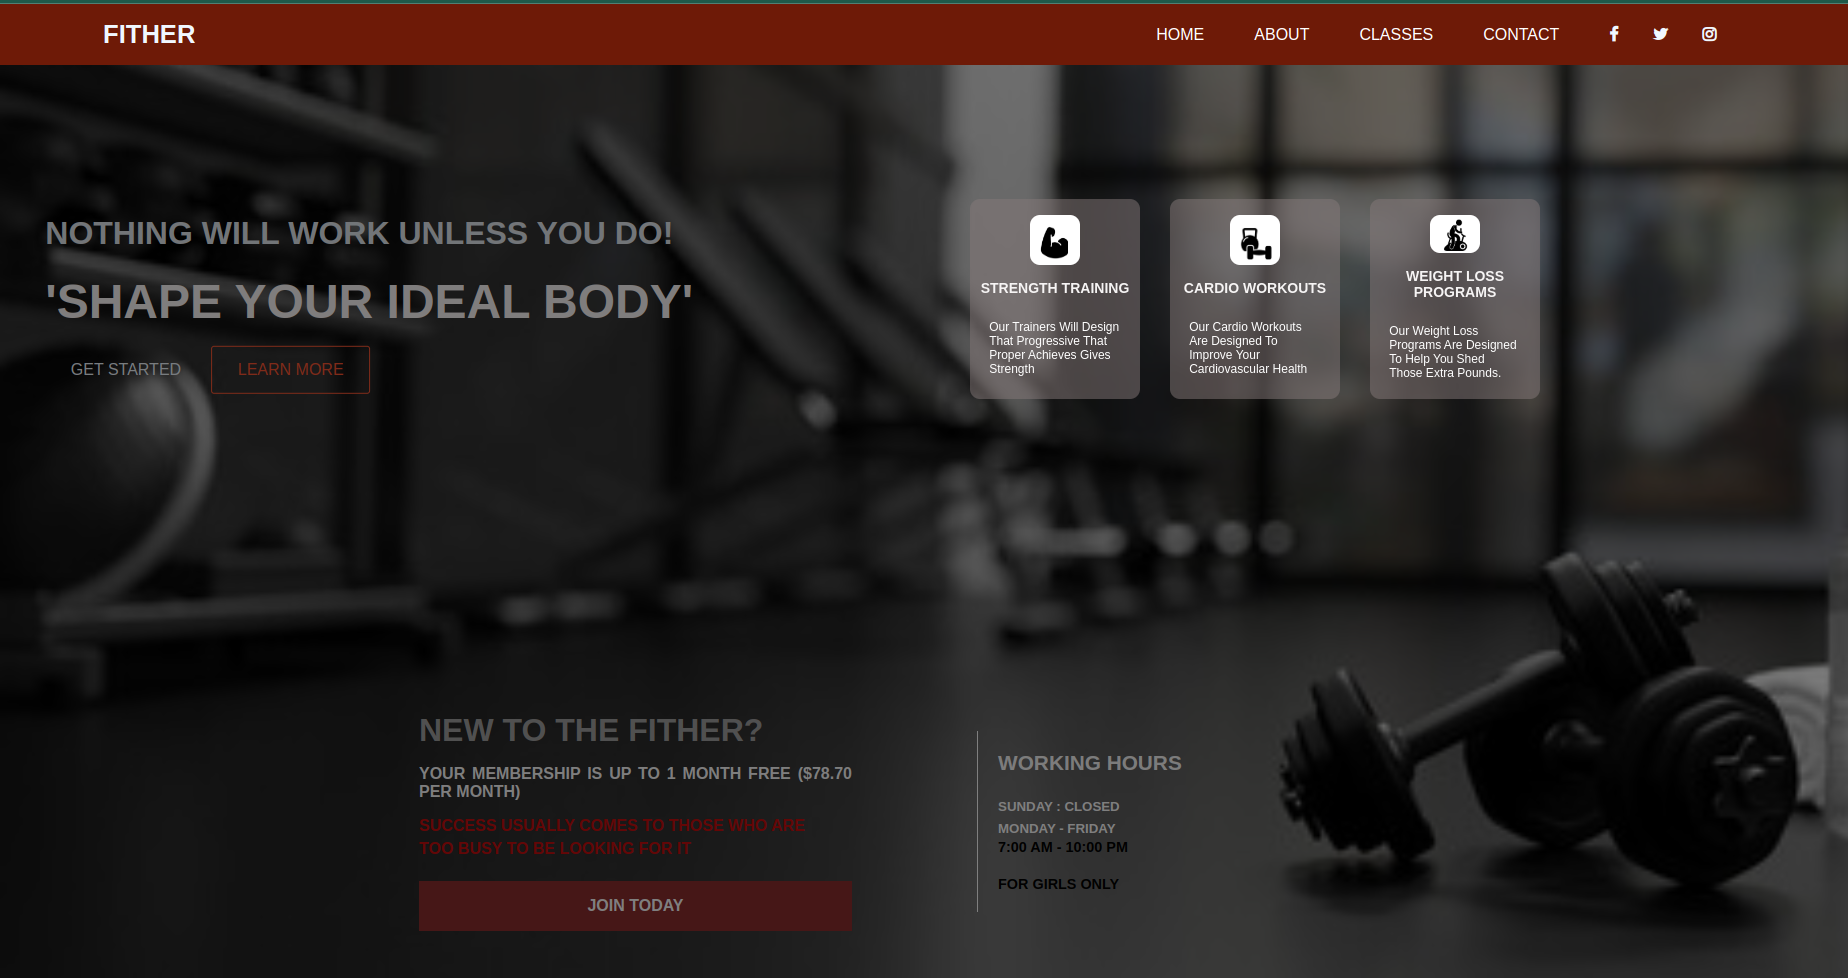 FITHER
HOME ABOUT CLASSES CONTACT
NOTHING WILL WORK UNLESS YOU DO!
'SHAPE YOUR IDEAL BODY'
GET STARTED LEARN MORE
STRENGTH TRAINING
Our Trainers Will Design
That Progressive That
Proper Achieves Gives
Strength
CARDIO WORKOUTS
Our Cardio Workouts
Are Designed To
Improve Your
Cardiovascular Health
WEIGHT LOSS
PROGRAMS
Our Weight Loss
Programs Are Designed
To Help You Shed
Those Extra Pounds.
NEW TO THE FITHER?
YOUR MEMBERSHIP IS UP TO 1 MONTH FREE ($78.70
PER MONTH)
SUCCESS USUALLY COMES TO THOSE WHO ARE
TOO BUSY TO BE LOOKING FOR IT
JOIN TODAY
WORKING HOURS
SUNDAY : CLOSED
MONDAY - FRIDAY
7:00 AM - 10:00 PM
FOR GIRLS ONLY